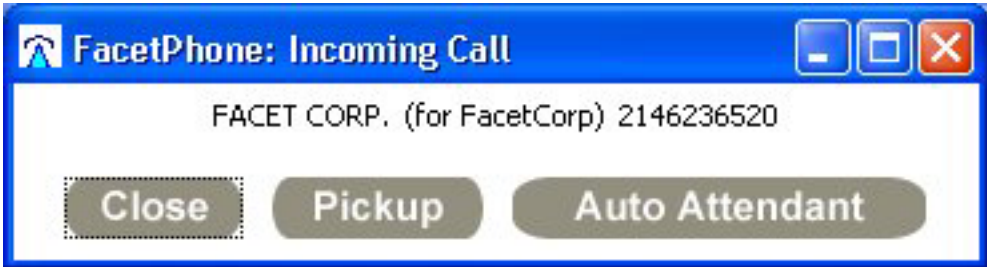 FacetPhone: Incoming Call
FACET CORP. (for FacetCorp) 2146236520
Close Pickup Auto Attendant